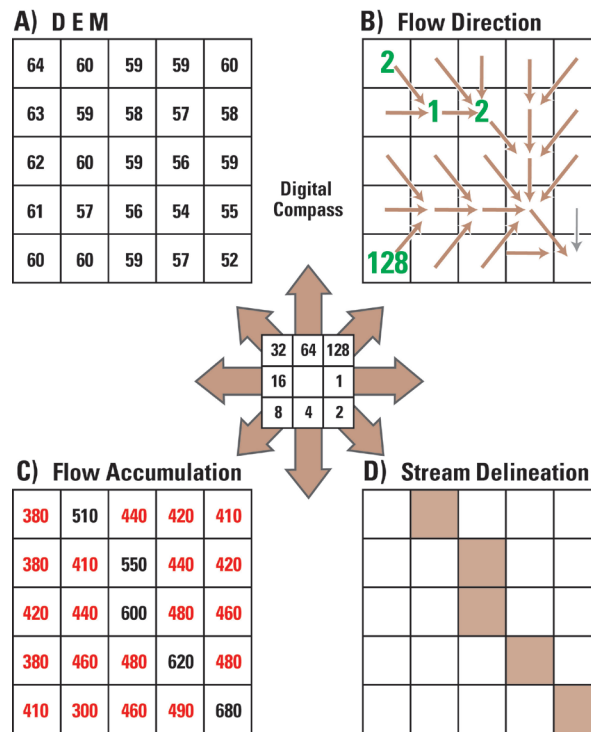 A) D E M
64 60 59 59 60
63 59 58 57 58
62 60 59 56 59
61 57 56 54 55
60 60 59 57 52
B) Flow Direction
2
1 2
128
Digital
Compass
32 64 128
16 1
8 4 2
C) Flow Accumulation
380 510 440 420 410
380 410 550 440 420
420 440 600 480 460
380 460 480 620 480
410 300 460 490 680
D) Stream Delineation